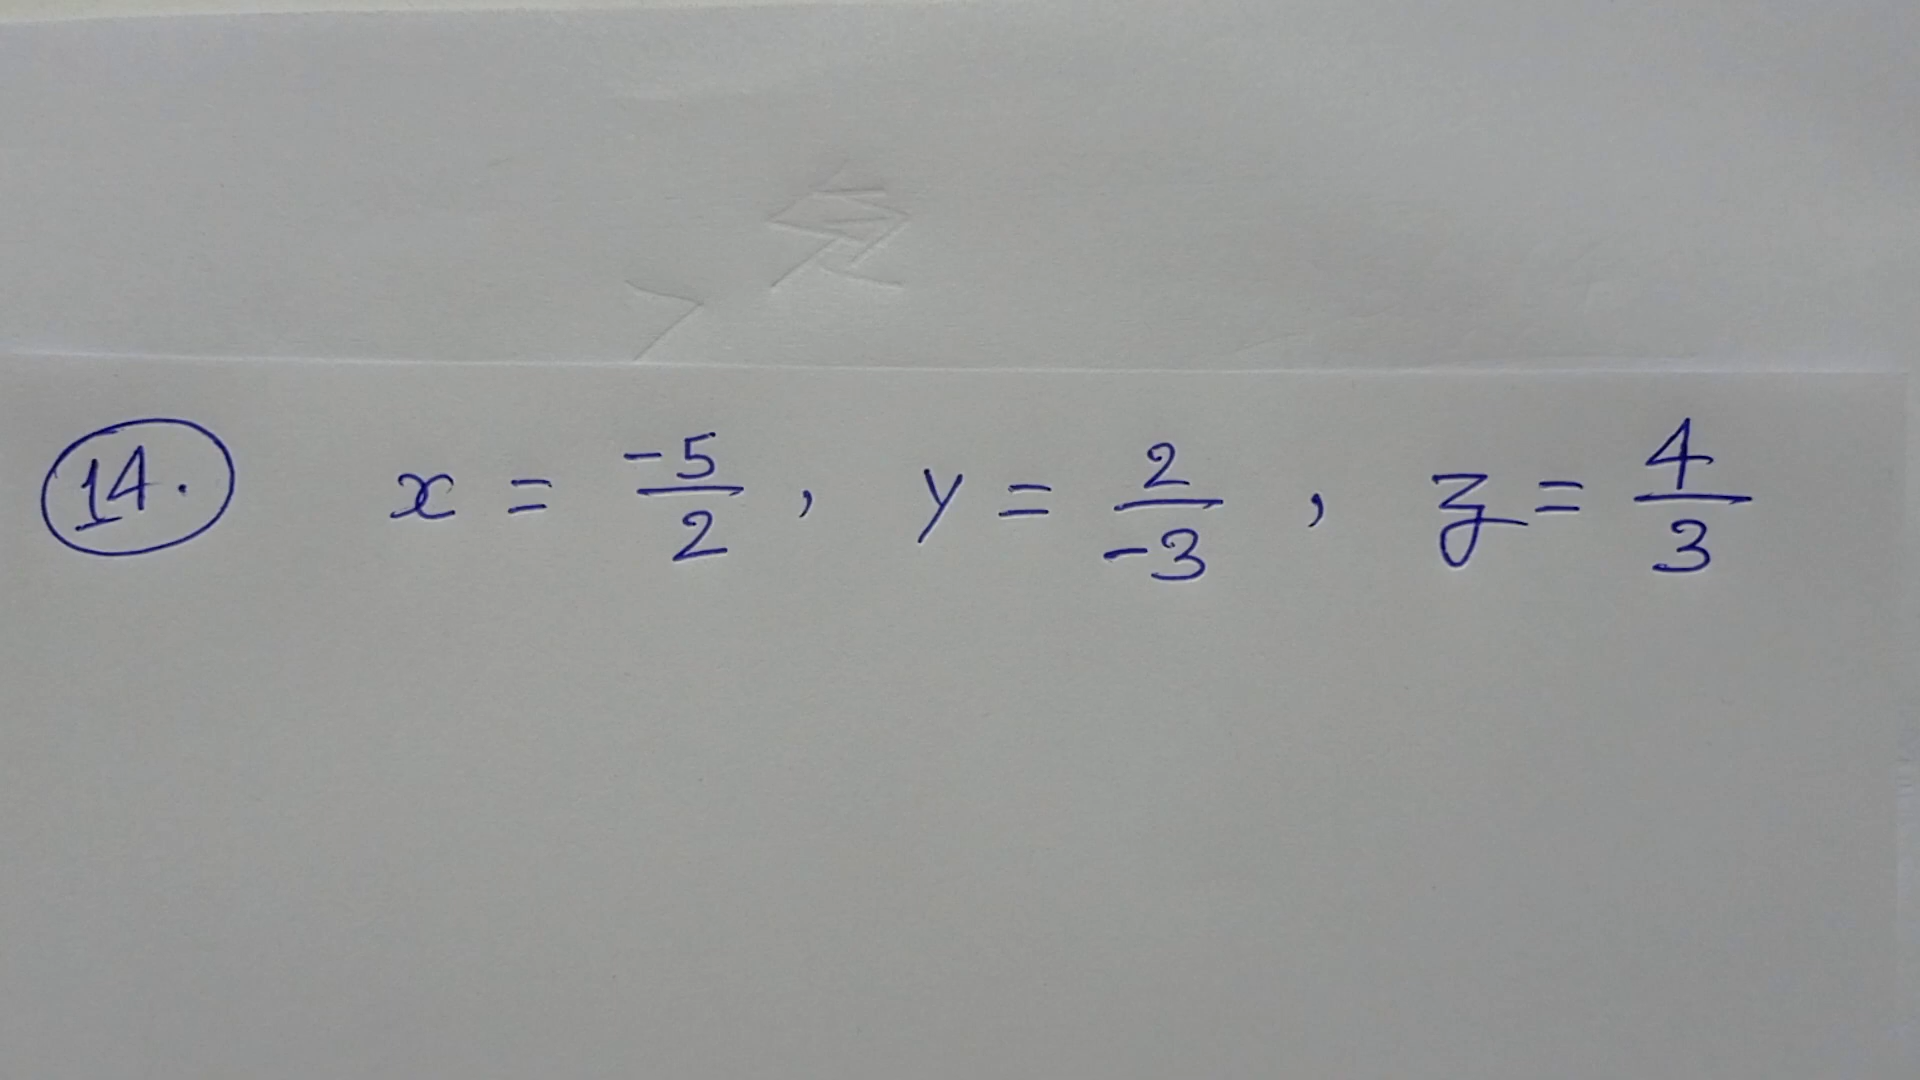 14. x = -5/2 , y = 2/-3 , z = 4/3